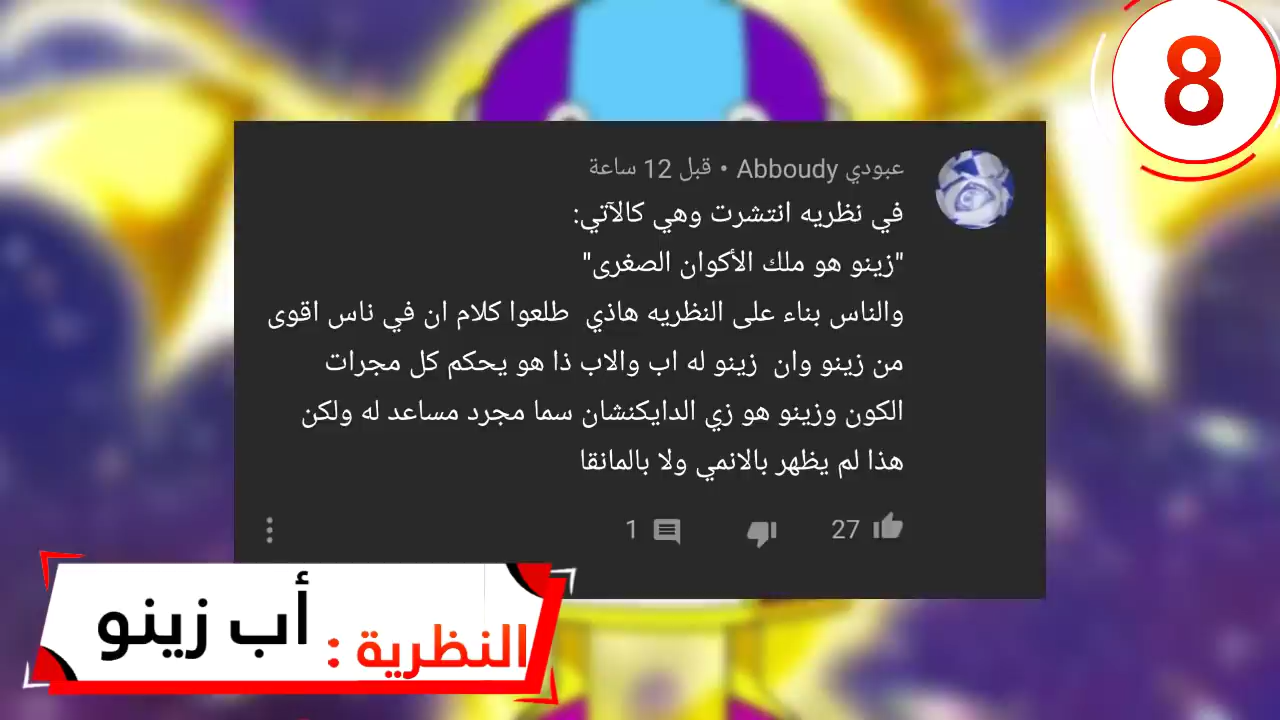 8
عبودي Abboudy • قبل 12 ساعة
في نظريه انتشرت وهي كالآتي:
"زينو هو ملك الأكوان الصغرى"
والناس بناء على النظريه هاذي طلعوا كلام ان في ناس اقوى
من زينو وان زينو له اب والاب ذا هو يحكم كل مجرات
الكون وزينو هو زي الدايكنشان سما مجرد مساعد له ولكن
هذا لم يظهر بالانمي ولا بالمانقا
27 1
النظرية : أب زينو